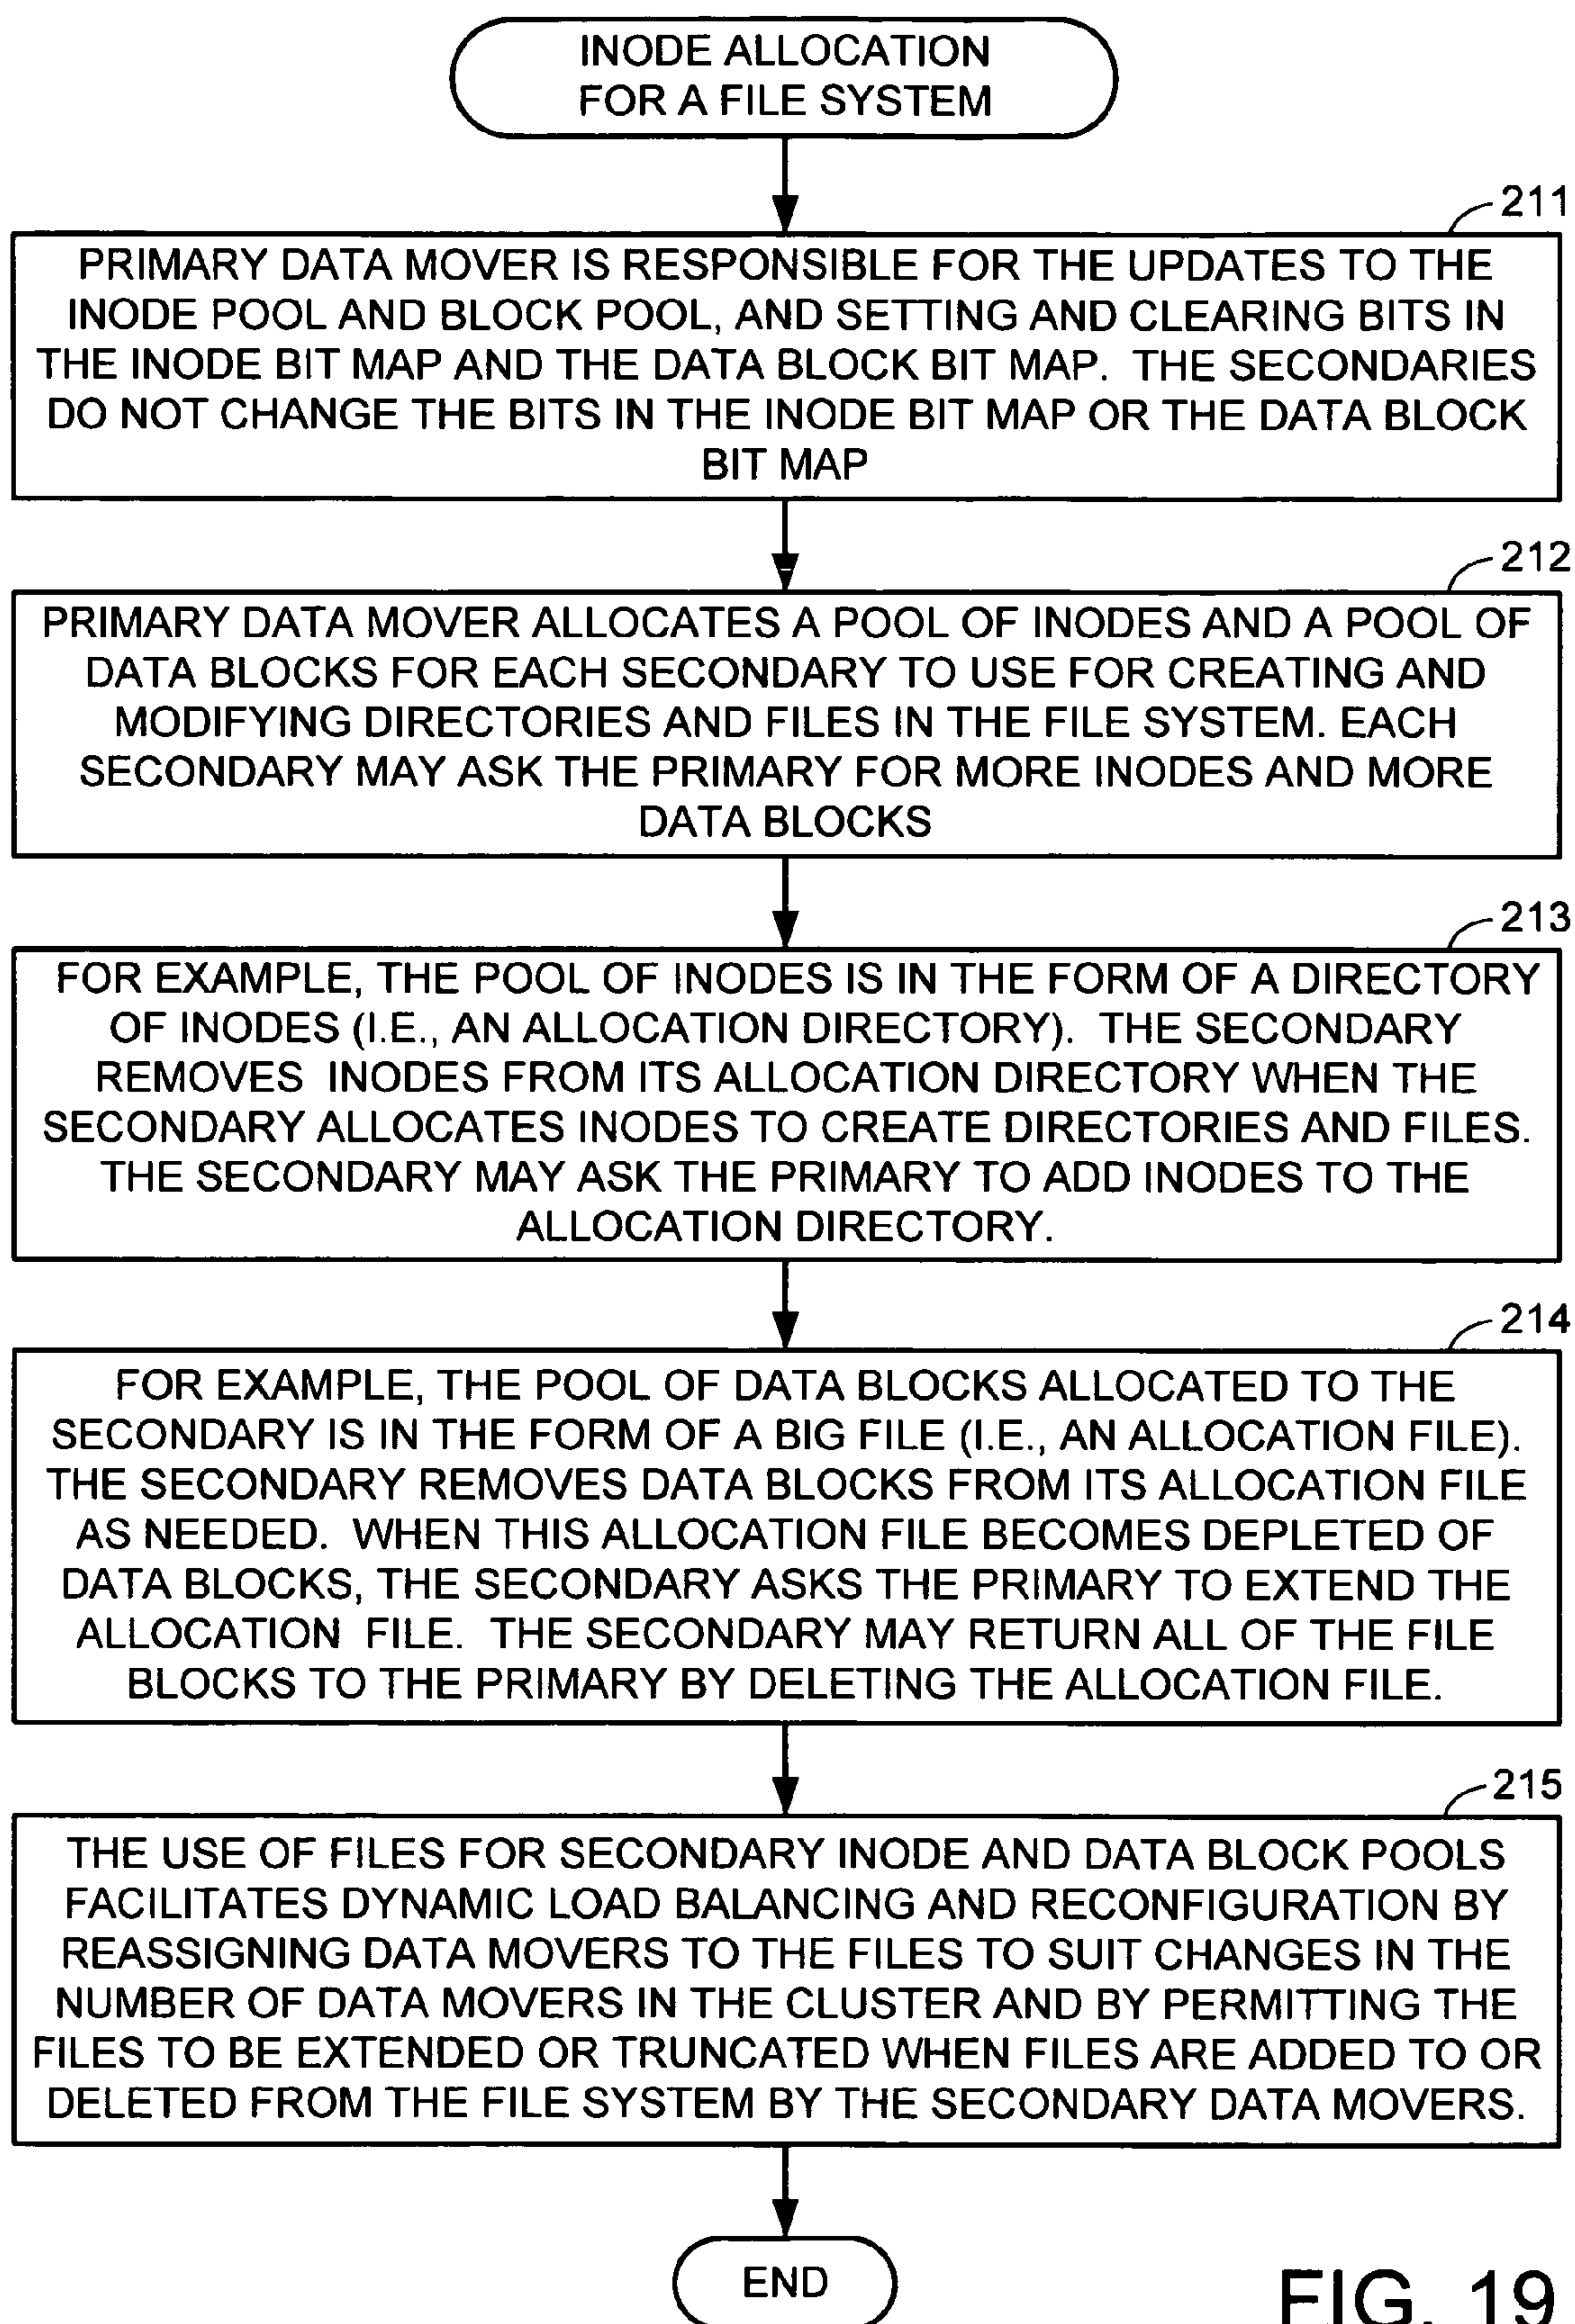 INODE ALLOCATION
FOR A FILE SYSTEM
211
PRIMARY DATA MOVER IS RESPONSIBLE FOR THE UPDATES TO THE
INODE POOL AND BLOCK POOL, AND SETTING AND CLEARING BITS IN
THE INODE BIT MAP AND THE DATA BLOCK BIT MAP. THE SECONDARIES
DO NOT CHANGE THE BITS IN THE INODE BIT MAP OR THE DATA BLOCK
BIT MAP
212
PRIMARY DATA MOVER ALLOCATES A POOL OF INODES AND A POOL OF
DATA BLOCKS FOR EACH SECONDARY TO USE FOR CREATING AND
MODIFYING DIRECTORIES AND FILES IN THE FILE SYSTEM. EACH
SECONDARY MAY ASK THE PRIMARY FOR MORE INODES AND MORE
DATA BLOCKS
213
FOR EXAMPLE, THE POOL OF INODES IS IN THE FORM OF A DIRECTORY
OF INODES (I.E., AN ALLOCATION DIRECTORY). THE SECONDARY
REMOVES INODES FROM ITS ALLOCATION DIRECTORY WHEN THE
SECONDARY ALLOCATES INODES TO CREATE DIRECTORIES AND FILES.
THE SECONDARY MAY ASK THE PRIMARY TO ADD INODES TO THE
ALLOCATION DIRECTORY.
214
FOR EXAMPLE, THE POOL OF DATA BLOCKS ALLOCATED TO THE
SECONDARY IS IN THE FORM OF A BIG FILE (I.E., AN ALLOCATION FILE).
THE SECONDARY REMOVES DATA BLOCKS FROM ITS ALLOCATION FILE
AS NEEDED. WHEN THIS ALLOCATION FILE BECOMES DEPLETED OF
DATA BLOCKS, THE SECONDARY ASKS THE PRIMARY TO EXTEND THE
ALLOCATION FILE. THE SECONDARY MAY RETURN ALL OF THE FILE
BLOCKS TO THE PRIMARY BY DELETING THE ALLOCATION FILE.
215
THE USE OF FILES FOR SECONDARY INODE AND DATA BLOCK POOLS
FACILITATES DYNAMIC LOAD BALANCING AND RECONFIGURATION BY
REASSIGNING DATA MOVERS TO THE FILES TO SUIT CHANGES IN THE
NUMBER OF DATA MOVERS IN THE CLUSTER AND BY PERMITTING THE
FILES TO BE EXTENDED OR TRUNCATED WHEN FILES ARE ADDED TO OR
DELETED FROM THE FILE SYSTEM BY THE SECONDARY DATA MOVERS.
END
FIG. 19